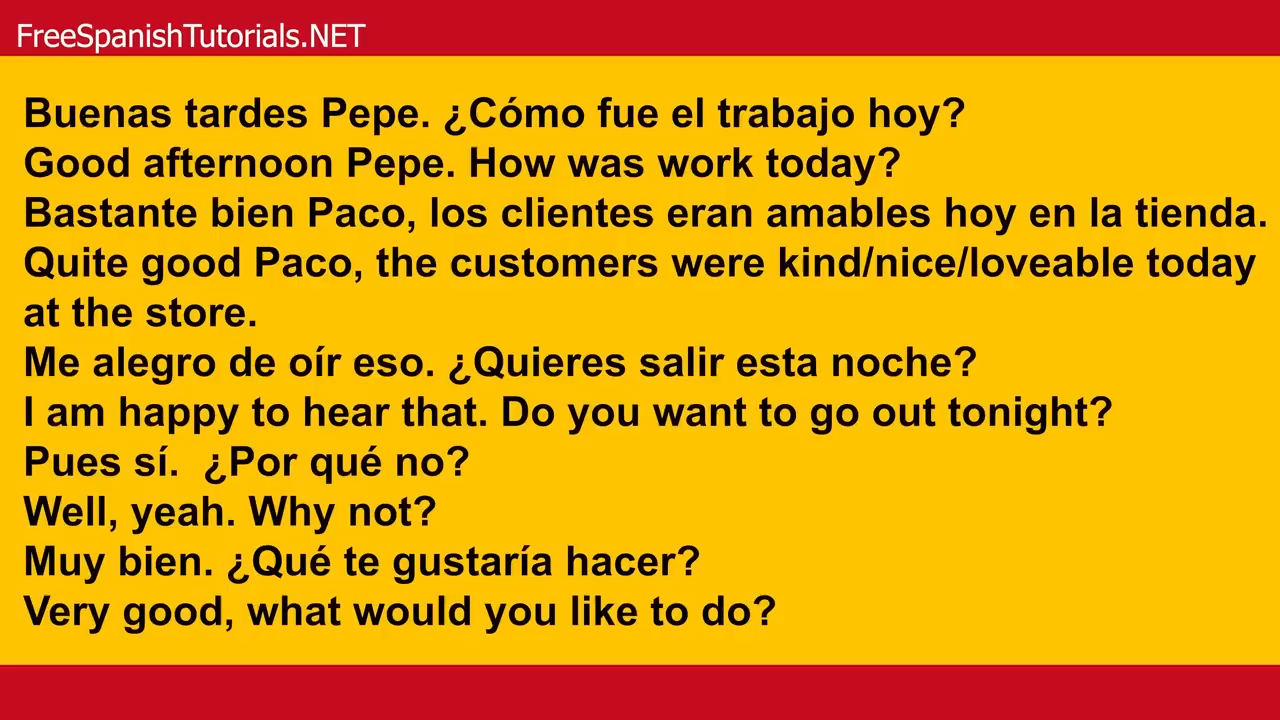 FreeSpanishTutorials.NET
Buenas tardes Pepe. ¿Cómo fue el trabajo hoy?
Good afternoon Pepe. How was work today?
Bastante bien Paco, los clientes eran amables hoy en la tienda.
Quite good Paco, the customers were kind/nice/loveable today
at the store.
Me alegro de oír eso. ¿Quieres salir esta noche?
I am happy to hear that. Do you want to go out tonight?
Pues sí.  ¿Por qué no?
Well, yeah. Why not?
Muy bien. ¿Qué te gustaría hacer?
Very good, what would you like to do?